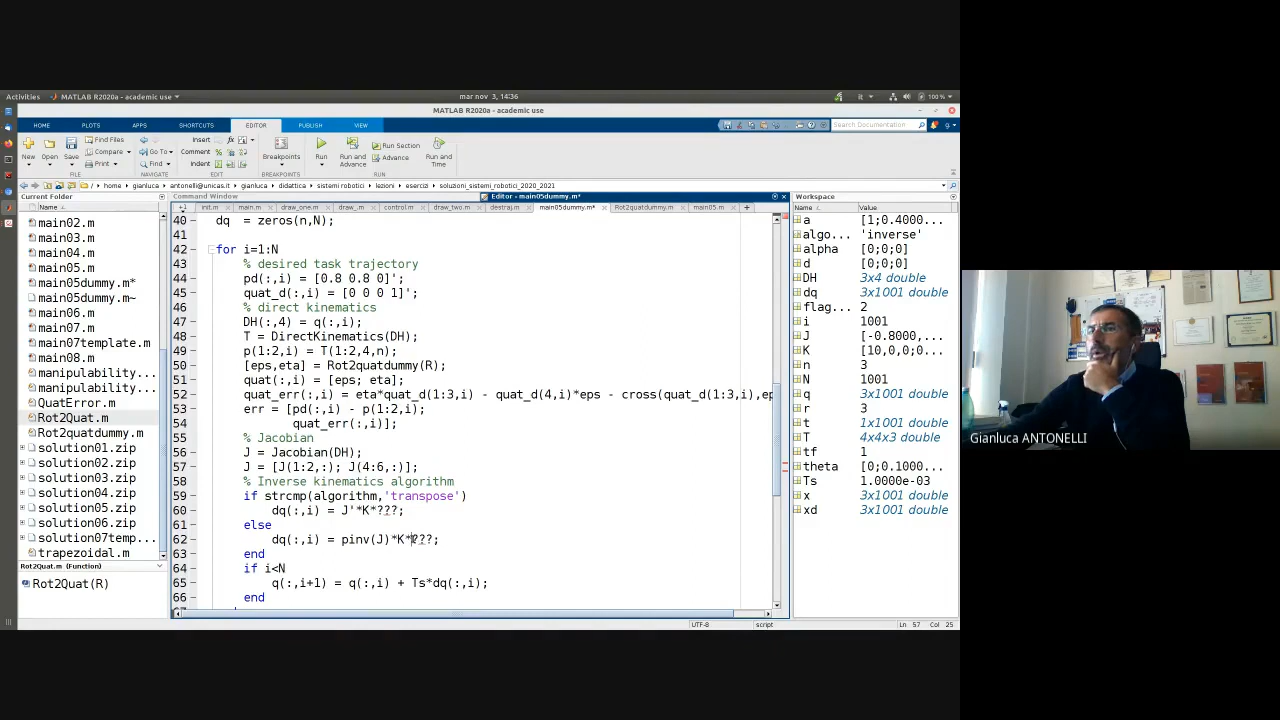 Activities MATLAB R2020a - academic use mar nov 3, 14:36 it 100 %
MATLAB R2020a - academic use
HOME PLOTS APPS SHORTCUTS EDITOR PUBLISH VIEW Search Documentation
New Open Save Find Files Compare Print Go To Find Insert Comment Indent Breakpoints Run Run and Advance Run Section Advance Run and Time
FILE NAVIGATE EDIT BREAKPOINTS RUN
/ home gianluca antonelli@unicas.it gianluca didattica sistemi robotici lezioni esercizi soluzioni_sistemi_robotici_2020_2021
Current Folder
Name
main02.m
main03.m
main04.m
main05.m
main05dummy.m*
main05dummy.m~
main06.m
main07.m
main07template.m
main08.m
manipulability...
manipulability...
QuatError.m
Rot2Quat.m
Rot2quatdummy.m
solution01.zip
solution02.zip
solution03.zip
solution04.zip
solution05.zip
solution06.zip
solution07temp...
trapezoidal.m
Rot2Quat.m (Function)
Rot2Quat(R)
Command Window
Editor - main05dummy.m*
init.m main.m draw_one.m draw_.m control.m draw_two.m destraj.m main05dummy.m* Rot2quatdummy.m main05.m
40 dq = zeros(n,N);
41
42 for i=1:N
43 % desired task trajectory
44 pd(:,i) = [0.8 0.8 0]';
45 quat_d(:,i) = [0 0 0 1]';
46 % direct kinematics
47 DH(:,4) = q(:,i);
48 T = DirectKinematics(DH);
49 p(1:2,i) = T(1:2,4,n);
50 [eps,eta] = Rot2quatdummy(R);
51 quat(:,i) = [eps; eta];
52 quat_err(:,i) = eta*quat_d(1:3,i) - quat_d(4,i)*eps - cross(quat_d(1:3,i),ep
53 err = [pd(:,i) - p(1:2,i);
54 quat_err(:,i)];
55 % Jacobian
56 J = Jacobian(DH);
57 J = [J(1:2,:); J(4:6,:)];
58 % Inverse kinematics algorithm
59 if strcmp(algorithm,'transpose')
60 dq(:,i) = J'*K*???;
61 else
62 dq(:,i) = pinv(J)*K*???;
63 end
64 if i<N
65 q(:,i+1) = q(:,i) + Ts*dq(:,i);
66 end
UTF-8 script Ln 57 Col 25
Workspace
Name Value
a [1;0.4000...
algo... 'inverse'
alpha [0;0;0]
d [0;0;0]
DH 3x4 double
dq 3x1001 double
flag... 2
i 1001
J [-0.8000,...
K [10,0,0;0...
n 3
N 1001
q 3x1001 double
r 3
t 1x1001 double
T 4x4x3 double
tf 1
theta [0;0.1000...
Ts 1.0000e-03
x 3x1001 double
xd 3x1001 double
Gianluca ANTONELLI